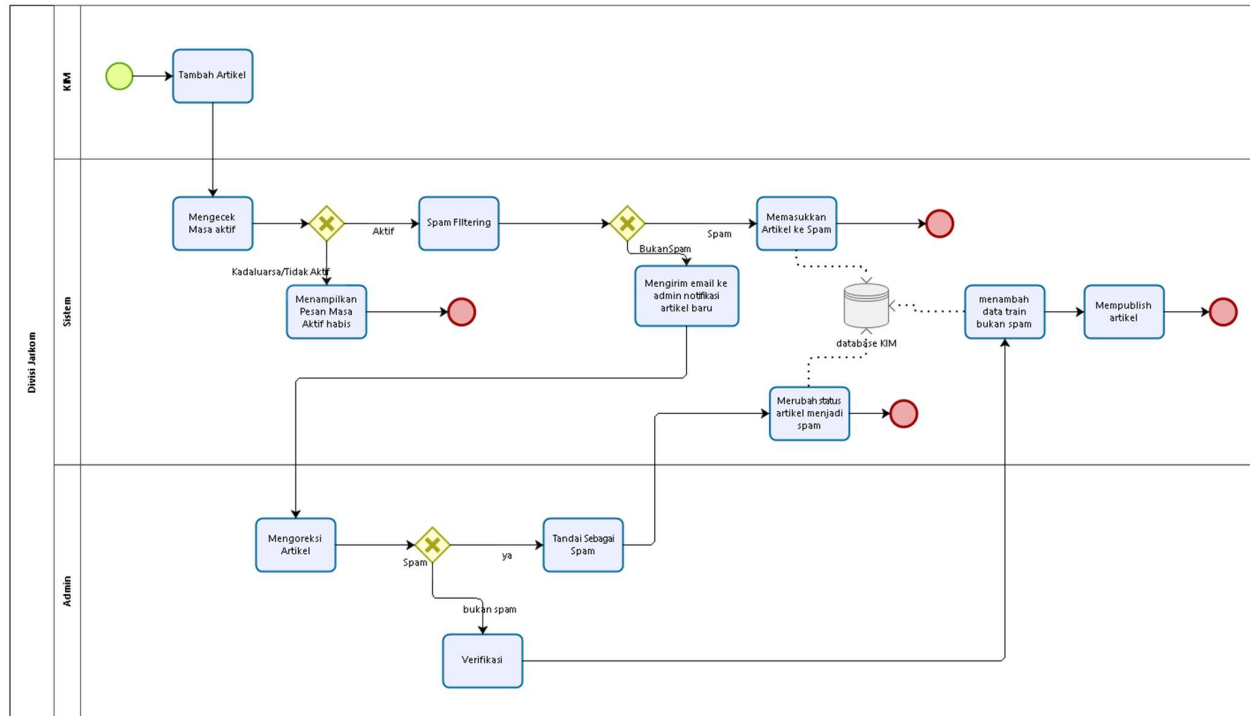 Divisi Jarkom
KIM
Tambah Artikel
Sistem
Mengecek
Masa aktif
Aktif
Kadaluarsa/Tidak Aktif
Menampilkan
Pesan Masa
Aktif habis
Spam FIltering
Spam
BukanSpam
Memasukkan
Artikel ke Spam
Mengirim email ke
admin notifikasi
artikel baru
database KIM
menambah
data train
bukan spam
Mempublish
artikel
Merubah status
artikel menjadi
spam
Admin
Mengoreksi
Artikel
Spam
ya
Tandai Sebagai
Spam
bukan spam
Verifikasi